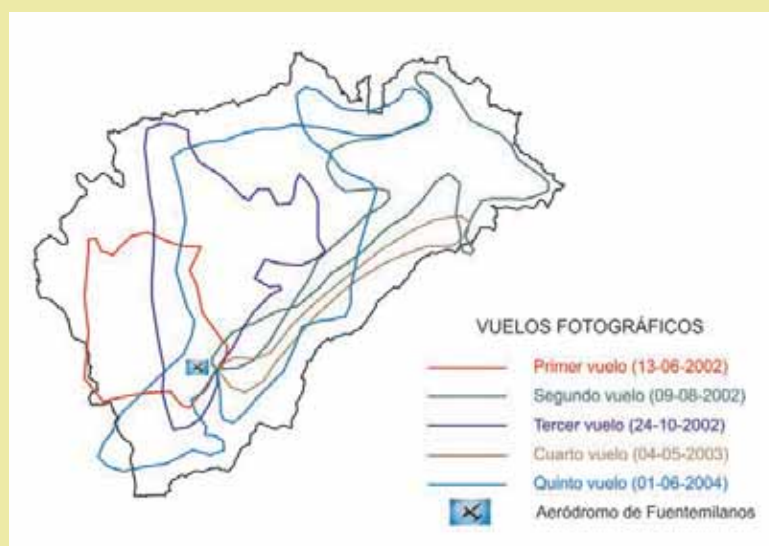 VUELOS FOTOGRÁFICOS
Primer vuelo (13-06-2002)
Segundo vuelo (09-08-2002)
Tercer vuelo (24-10-2002)
Cuarto vuelo (04-05-2003)
Quinto vuelo (01-06-2004)
Aeródromo de Fuentemilanos